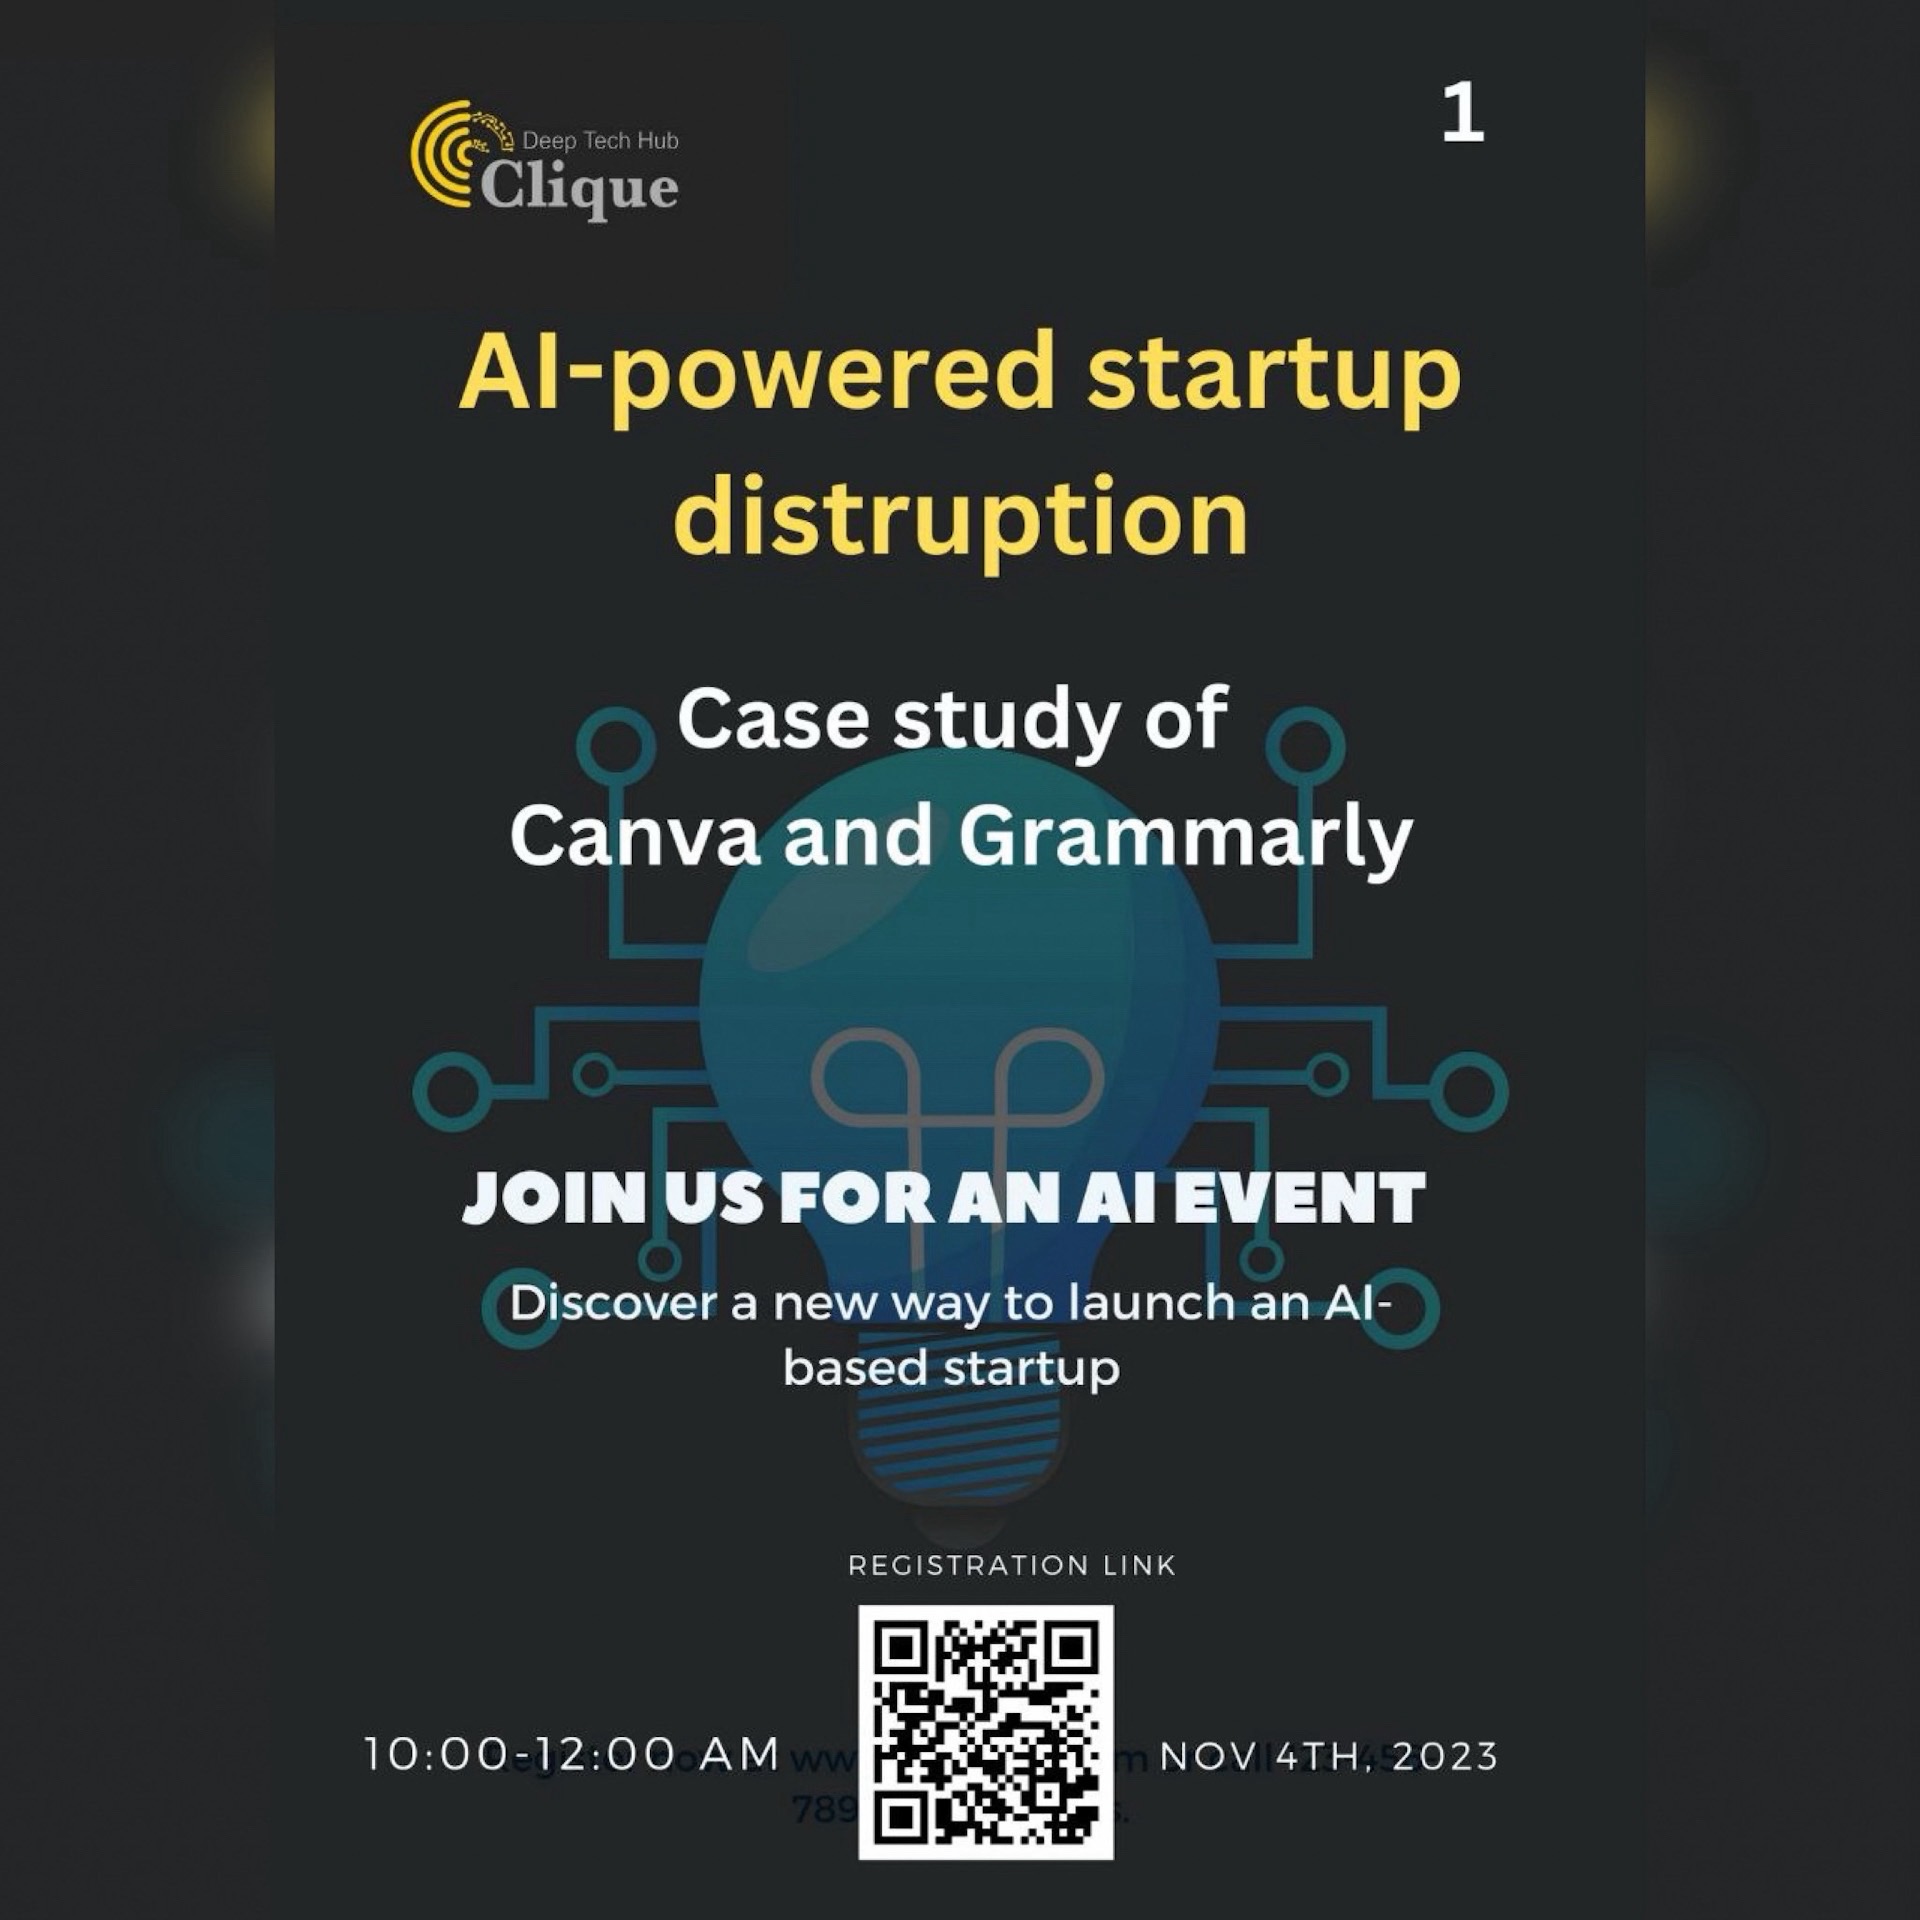 1
Deep Tech Hub
Clique
AI-powered startup
distruption
Case study of
Canva and Grammarly
JOIN US FOR AN AI EVENT
Discover a new way to launch an AI-
based startup
REGISTRATION LINK
10:00-12:00 AM
NOV 4TH, 2023
789